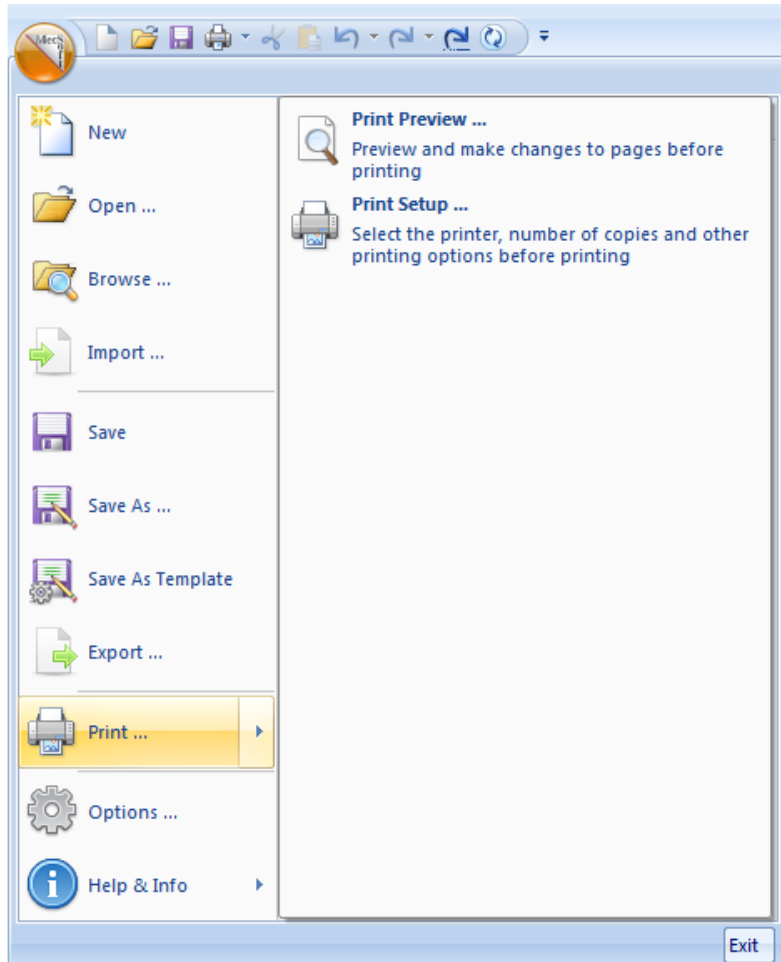 MecSoft
New
Open ...
Browse ...
Import ...
Save
Save As ...
Save As Template
Export ...
Print ...
Options ...
Help & Info
Print Preview ...
Preview and make changes to pages before
printing
Print Setup ...
Select the printer, number of copies and other
printing options before printing
Exit